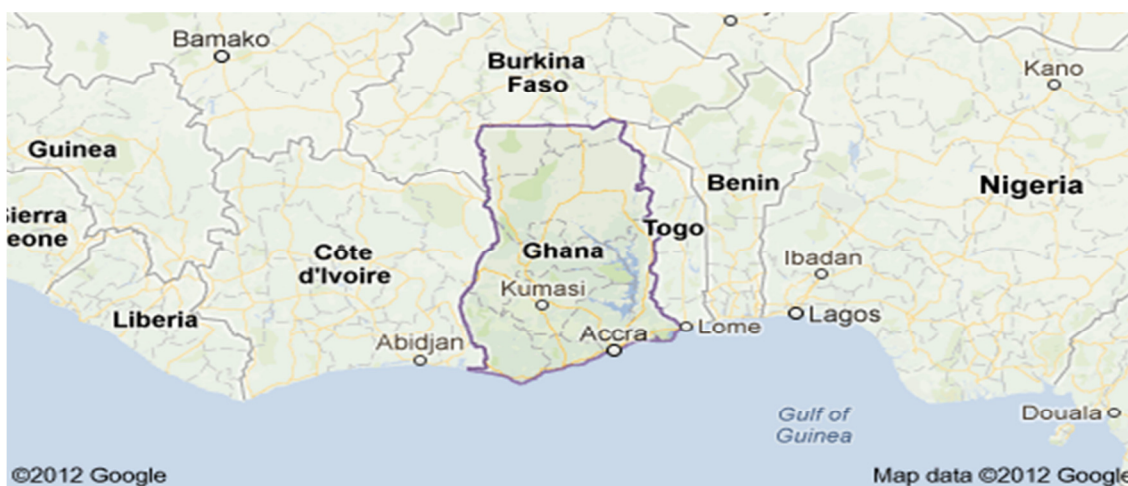 Bamako
Burkina
Faso
Kano
Guinea
Benin
Nigeria
Sierra
eone
Togo
Côte
d'Ivoire
Ghana
Ibadan
Kumasi
Liberia
Lagos
Accra
Lome
Abidjan
Gulf of
Guinea
Douala
©2012 Google
Map data ©2012 Google